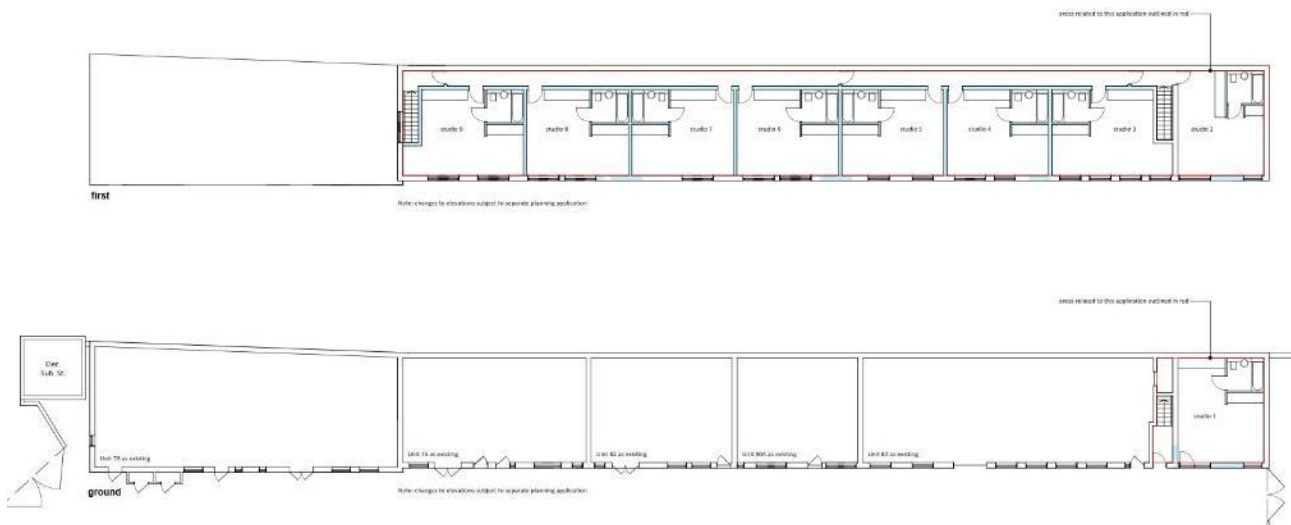 areas related to this application outlined in red
studio 9
studio 8
studio 7
studio 6
studio 5
studio 4
studio 3
studio 2
first
Note: changes to elevations subject to separate planning application
areas related to this application outlined in red
Elec.
Sub. St.
studio 1
Unit 78 as existing
Unit 76 as existing
Unit 82 as existing
Unit 80A as existing
Unit 8X as existing
ground
Note: changes to elevations subject to separate planning application